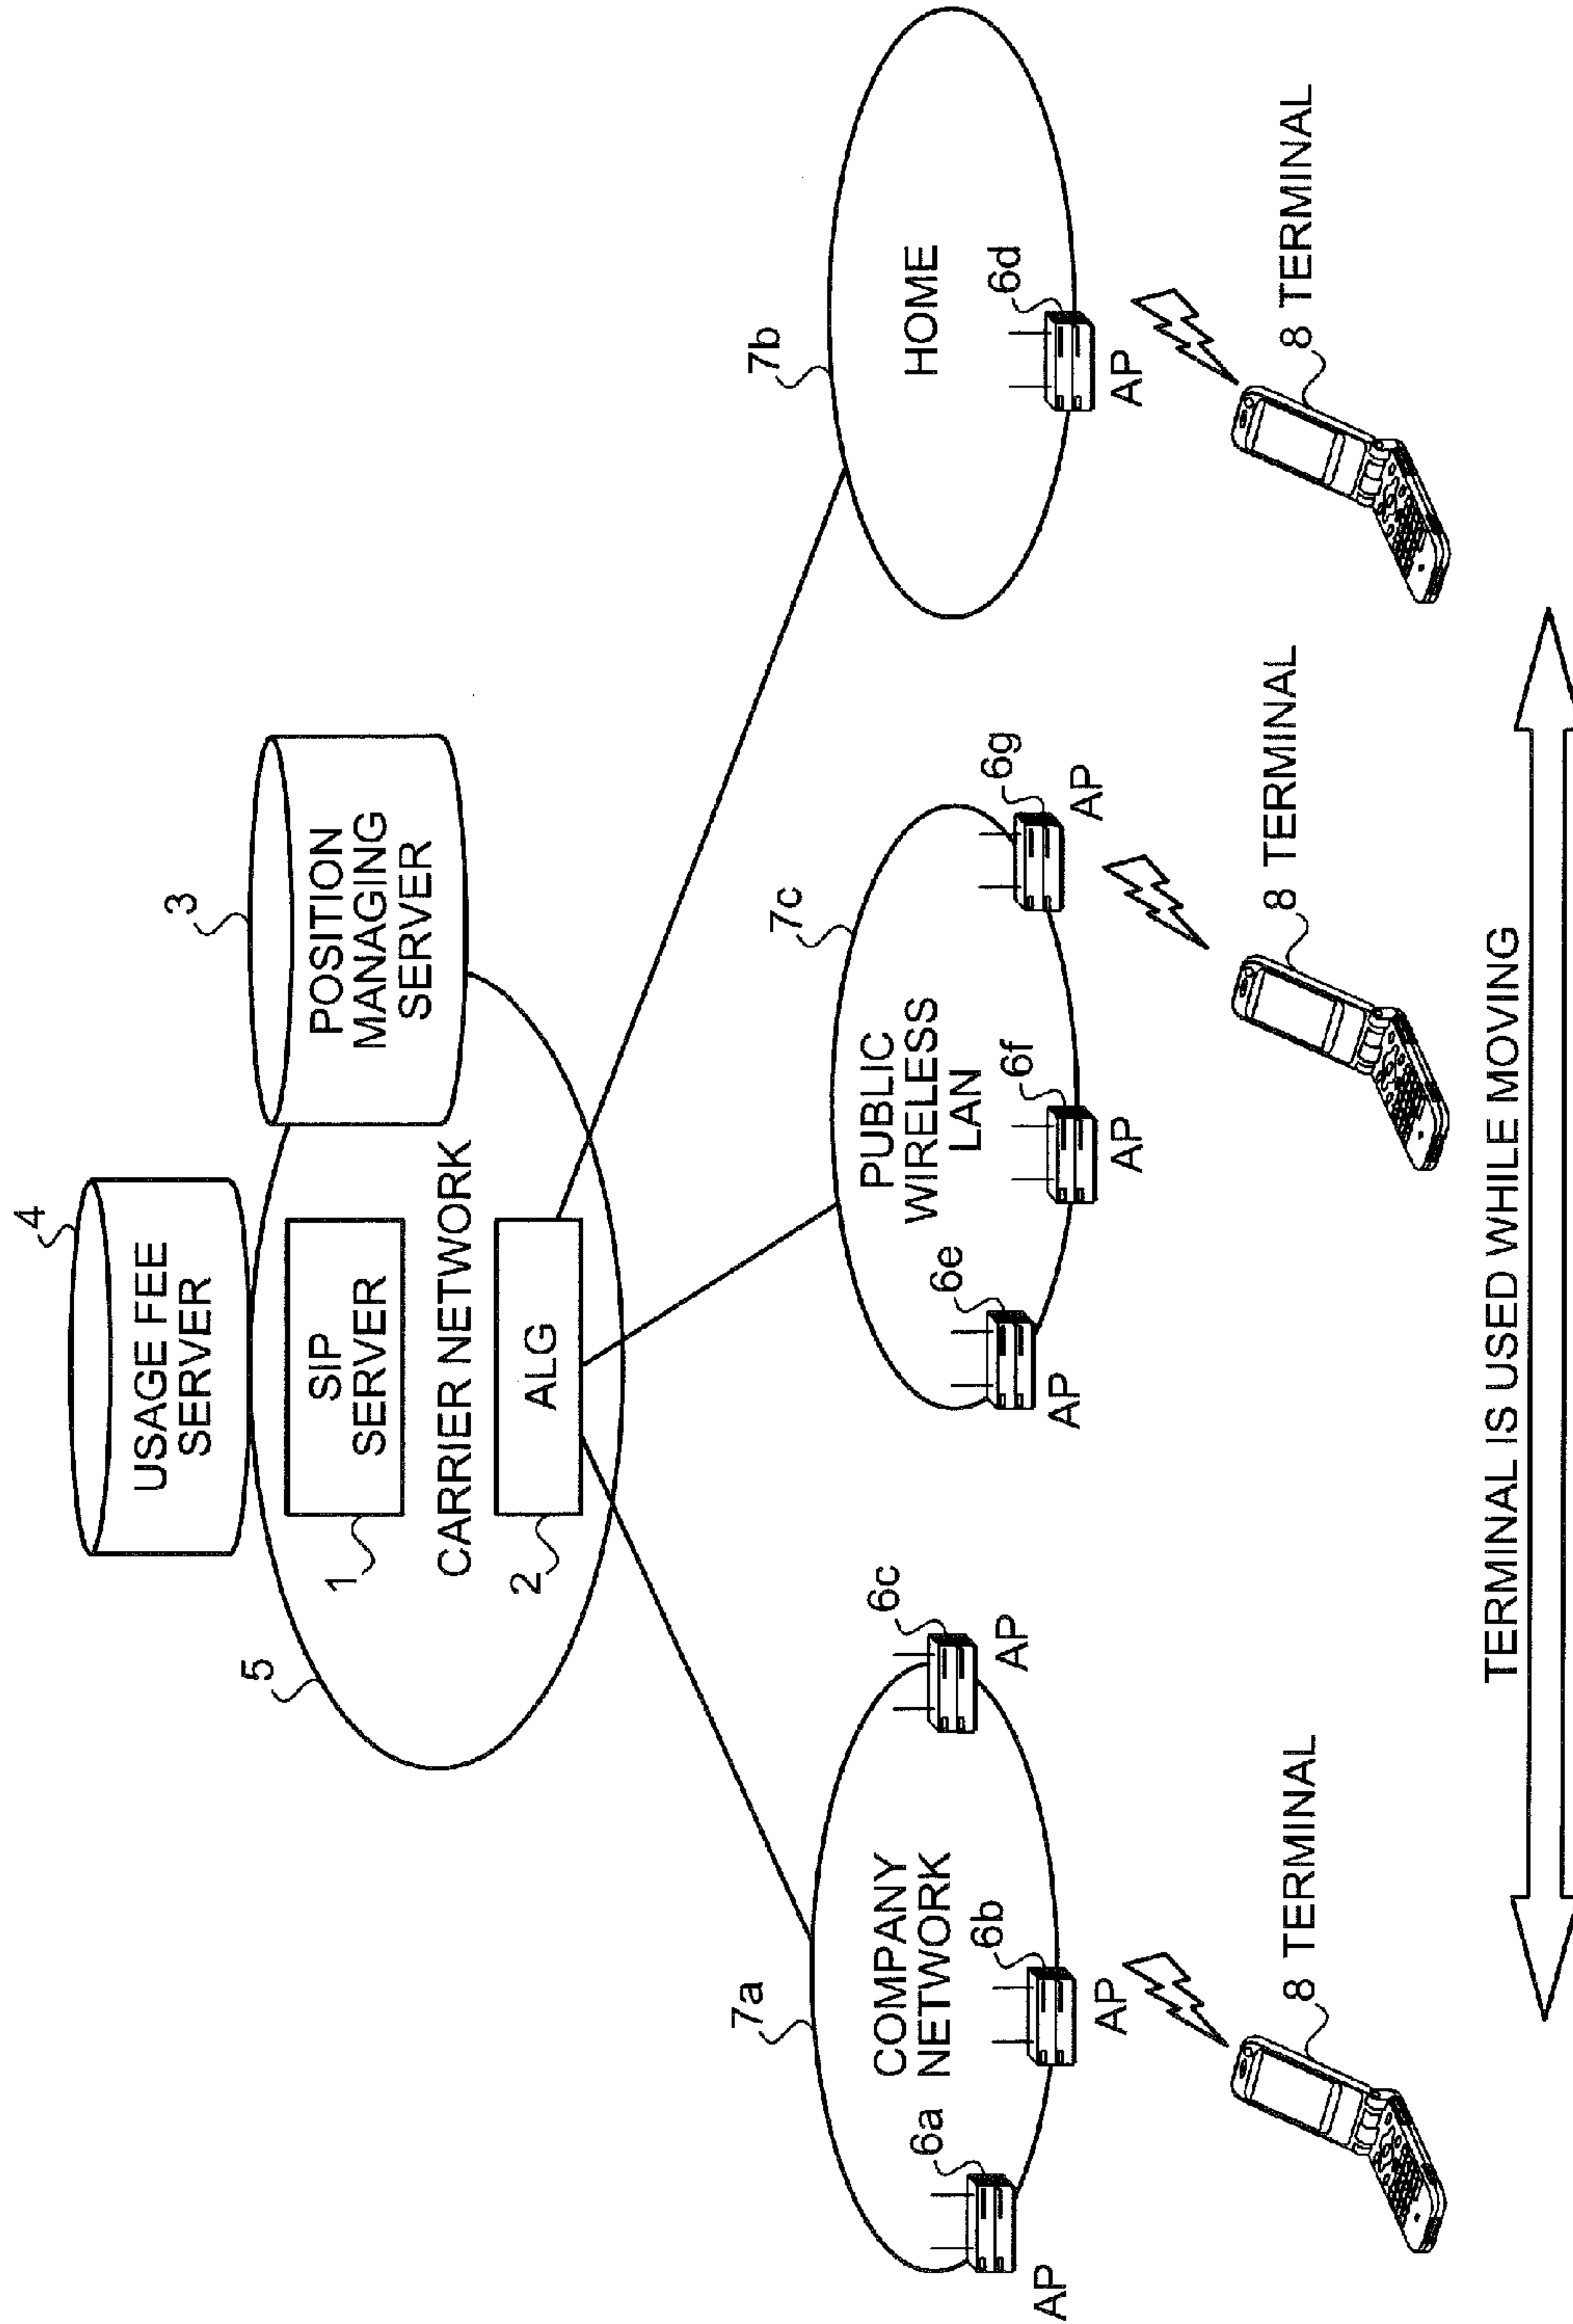 4
USAGE FEE
SERVER
3
POSITION
MANAGING
SERVER
5
1
SIP
SERVER
CARRIER NETWORK
2
ALG
7a
COMPANY
NETWORK
6a
AP
6b
AP
6c
AP
7c
PUBLIC
WIRELESS
LAN
6e
AP
6f
AP
6g
AP
7b
HOME
6d
AP
8 TERMINAL
8 TERMINAL
8 TERMINAL
TERMINAL IS USED WHILE MOVING